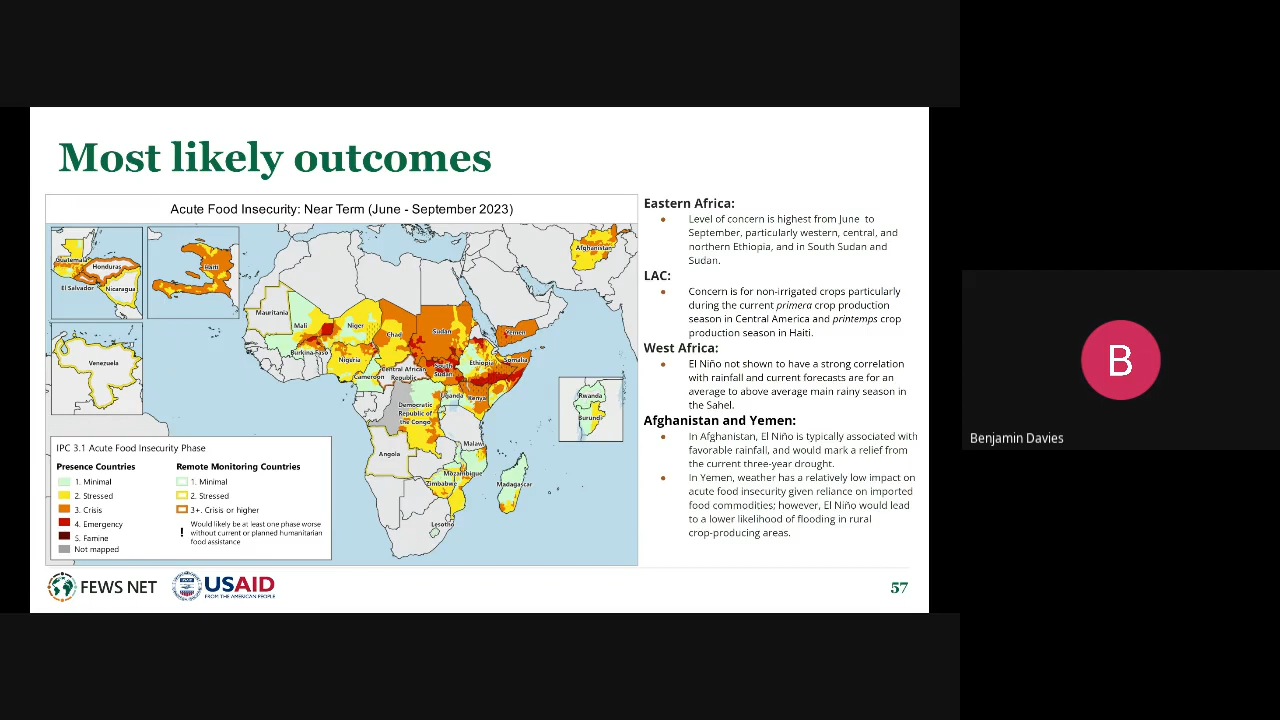 Most likely outcomes
Acute Food Insecurity: Near Term (June - September 2023)
Guatemala
Honduras
El Salvador
Nicaragua
Haiti
Venezuela
Afghanistan
Mauritania
Mali
Niger
Chad
Sudan
Yemen
Burkina Faso
Nigeria
Ethiopia
Somalia
Cameroon
Central African
Republic
South
Sudan
Uganda
Kenya
Democratic
Republic of
the Congo
Rwanda
Burundi
Angola
Malawi
Mozambique
Zimbabwe
Madagascar
Lesotho
IPC 3.1 Acute Food Insecurity Phase
Presence Countries
1. Minimal
2. Stressed
3. Crisis
4. Emergency
5. Famine
Not mapped
Remote Monitoring Countries
1. Minimal
2. Stressed
3+. Crisis or higher
! Would likely be at least one phase worse
without current or planned humanitarian
food assistance
Eastern Africa:
• Level of concern is highest from June to
September, particularly western, central, and
northern Ethiopia, and in South Sudan and
Sudan.
LAC:
• Concern is for non-irrigated crops particularly
during the current primera crop production
season in Central America and printemps crop
production season in Haiti.
West Africa:
• El Niño not shown to have a strong correlation
with rainfall and current forecasts are for an
average to above average main rainy season in
the Sahel.
Afghanistan and Yemen:
• In Afghanistan, El Niño is typically associated with
favorable rainfall, and would mark a relief from
the current three-year drought.
• In Yemen, weather has a relatively low impact on
acute food insecurity given reliance on imported
food commodities; however, El Niño would lead
to a lower likelihood of flooding in rural
crop-producing areas.
FEWS NET
USAID
FROM THE AMERICAN PEOPLE
57
B
Benjamin Davies